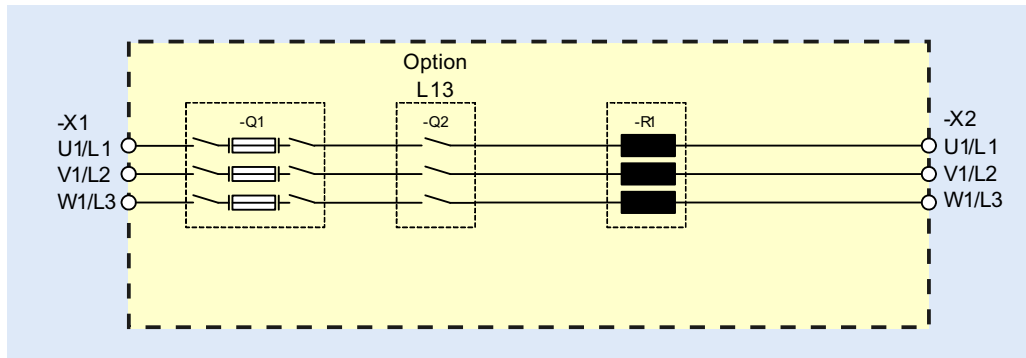 Option
L13
-Q1
-Q2
-R1
-X1
U1/L1
V1/L2
W1/L3
-X2
U1/L1
V1/L2
W1/L3